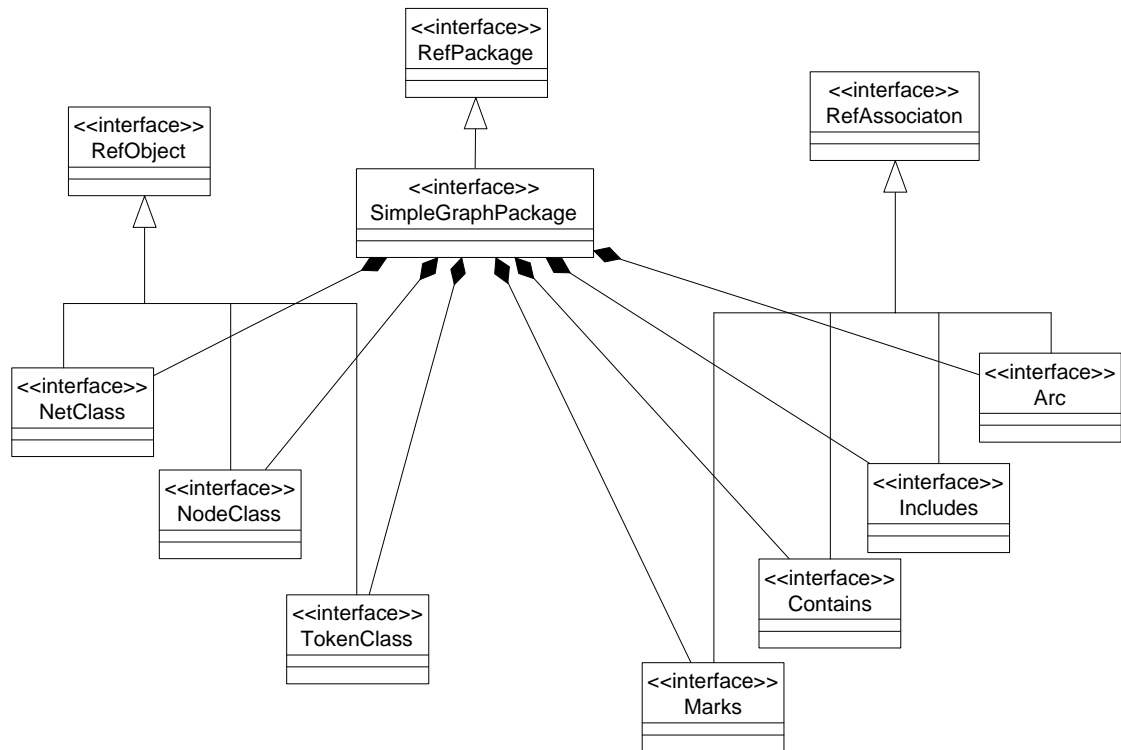 <<interface>>
RefPackage
<<interface>>
RefAssociaton
<<interface>>
RefObject
<<interface>>
SimpleGraphPackage
<<interface>>
NetClass
<<interface>>
Arc
<<interface>>
NodeClass
<<interface>>
Includes
<<interface>>
Contains
<<interface>>
TokenClass
<<interface>>
Marks